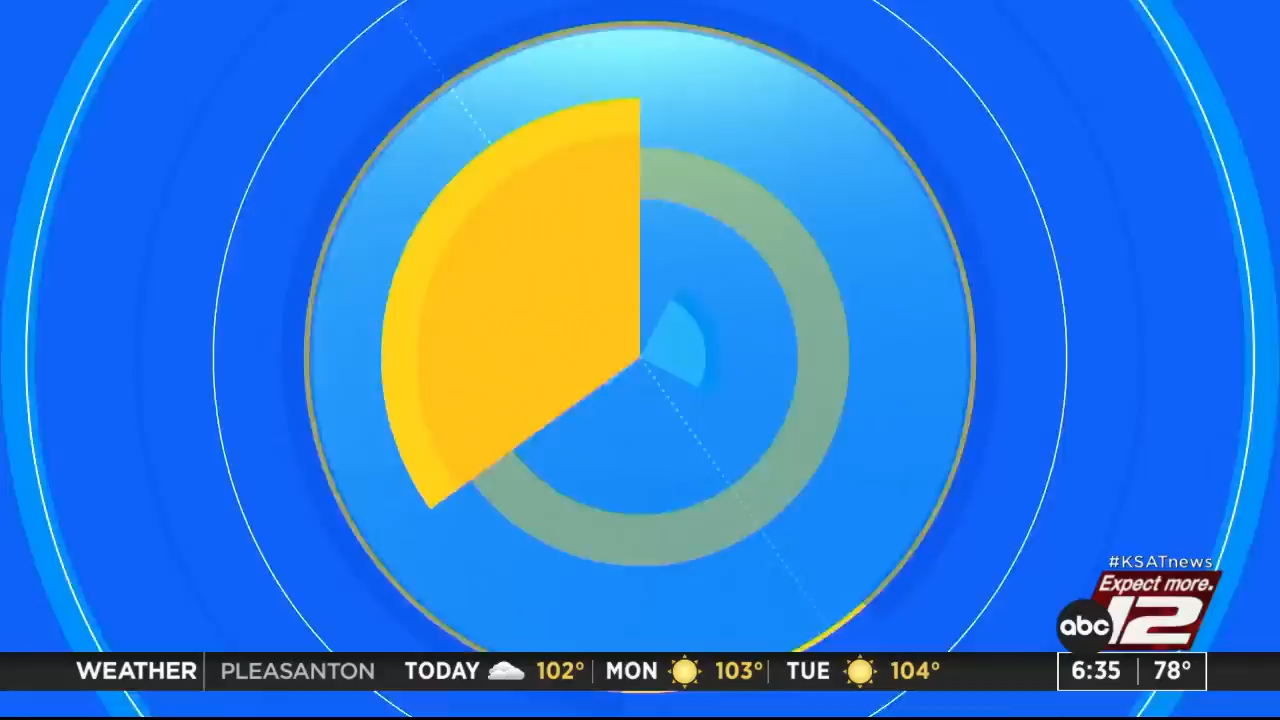 #KSATnews
Expect more.
abc 12
WEATHER PLEASANTON TODAY 102° MON 103° TUE 104° 6:35 78°